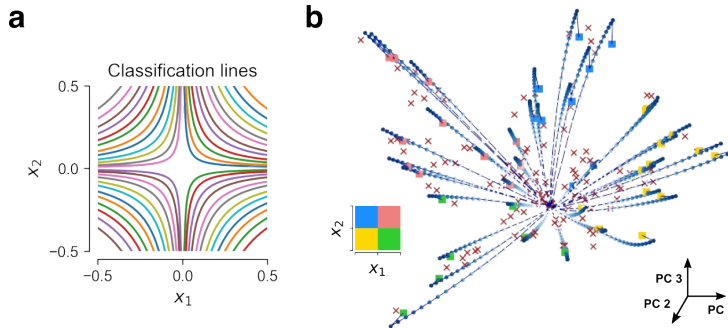 a
b
Classification lines
0.5
x₂
0.0
−0.5
−0.5
0.0
0.5
x₁
x₂
x₁
PC 3
PC 2
PC